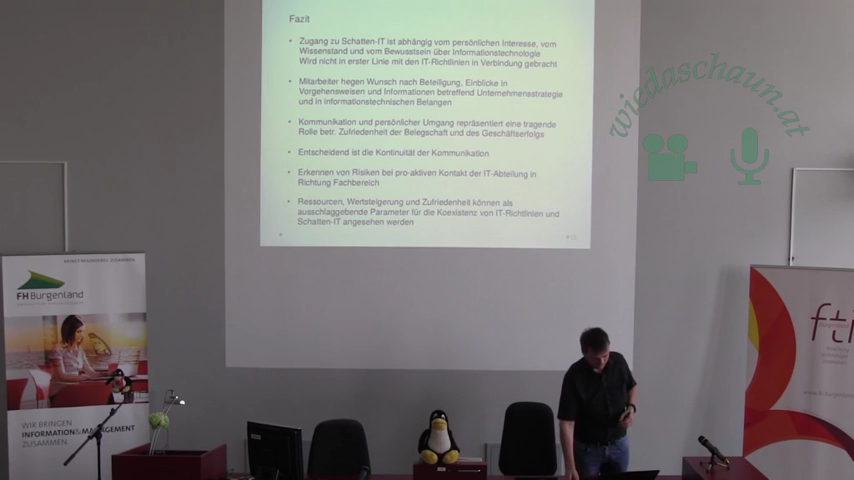 Fazit
• Zugang zu Schatten-IT ist abhängig vom persönlichen Interesse, vom
Wissenstand und vom Bewusstsein über Informationstechnologie
Wird nicht in erster Linie mit den IT-Richtlinien in Verbindung gebracht
• Mitarbeiter hegen Wunsch nach Beteiligung, Einblicke in
Vorgehensweisen und Informationen betreffend Unternehmensstrategie
und in informationstechnischen Belangen
• Kommunikation und persönlicher Umgang repräsentiert eine tragende
Rolle betr. Zufriedenheit der Belegschaft und des Geschäftserfolgs
• Entscheidend ist die Kontinuität der Kommunikation
• Erkennen von Risiken bei pro-aktiven Kontakt der IT-Abteilung in
Richtung Fachbereich
• Ressourcen, Wertsteigerung und Zufriedenheit können als
ausschlaggebende Parameter für die Koexistenz von IT-Richtlinien und
Schatten-IT angesehen werden
wiedaschaun.at
FH Burgenland
WIR BRINGEN
INFORMATION&MANAGEMENT
ZUSAMMEN
fti